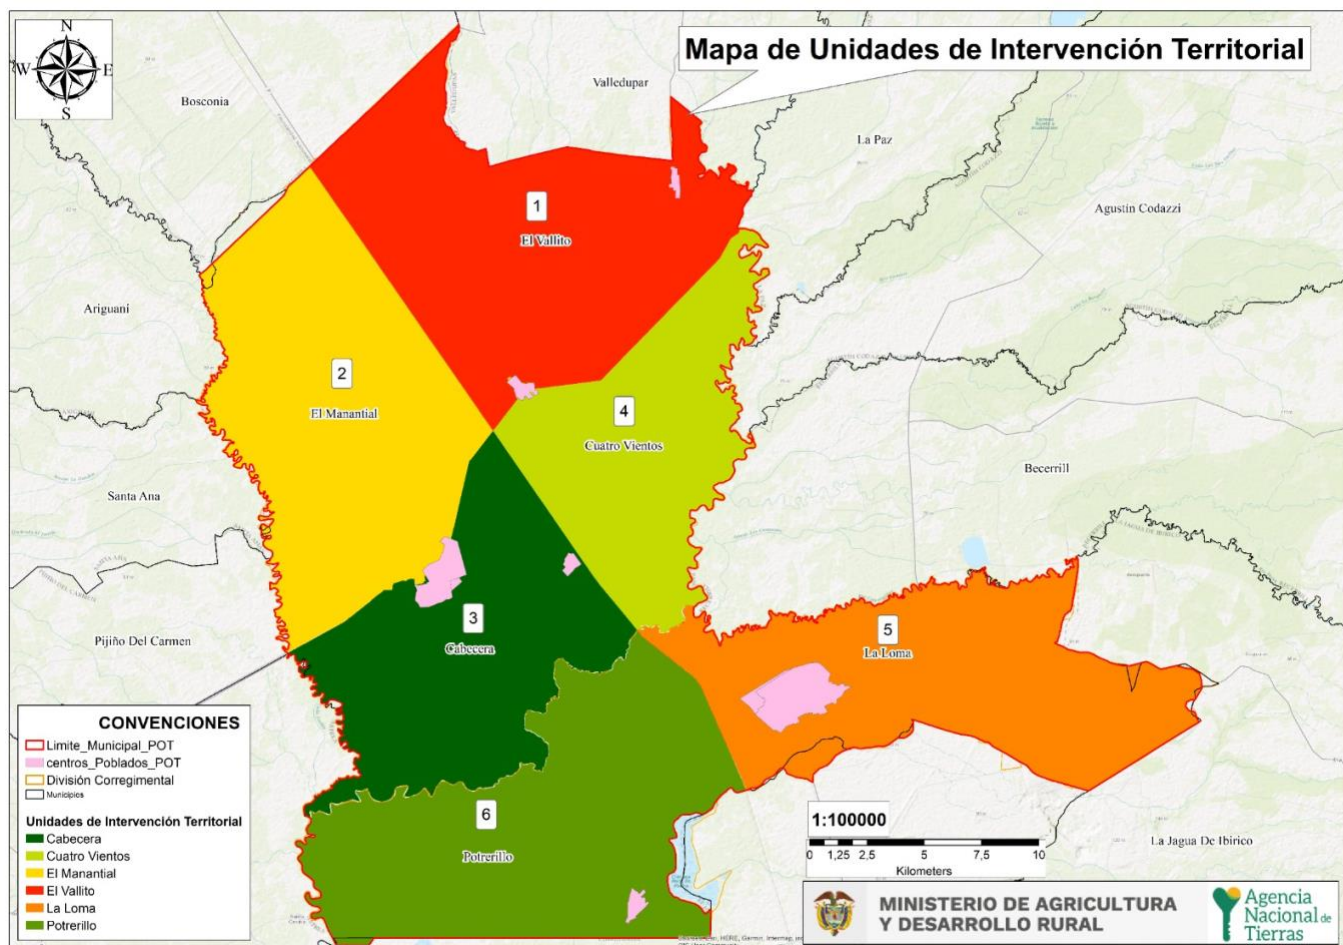 Mapa de Unidades de Intervención Territorial
N
W
E
S
Valledupar
Bosconia
La Paz
Agustín Codazzi
1
El Vallito
Ariguaní
2
El Manantial
4
Cuatro Vientos
Becerrill
Santa Ana
3
Cabecera
5
La Loma
Pijiño Del Carmen
6
Potrerillo
La Jagua De Ibirico
CONVENCIONES
Limite_Municipal_POT
centros_Poblados_POT
División Corregimental
Municipios
Unidades de Intervención Territorial
Cabecera
Cuatro Vientos
El Manantial
El Vallito
La Loma
Potrerillo
1:100000
0 1,25 2,5 5 7,5 10
Kilometers
MINISTERIO DE AGRICULTURA
Y DESARROLLO RURAL
Agencia
Nacional de
Tierras